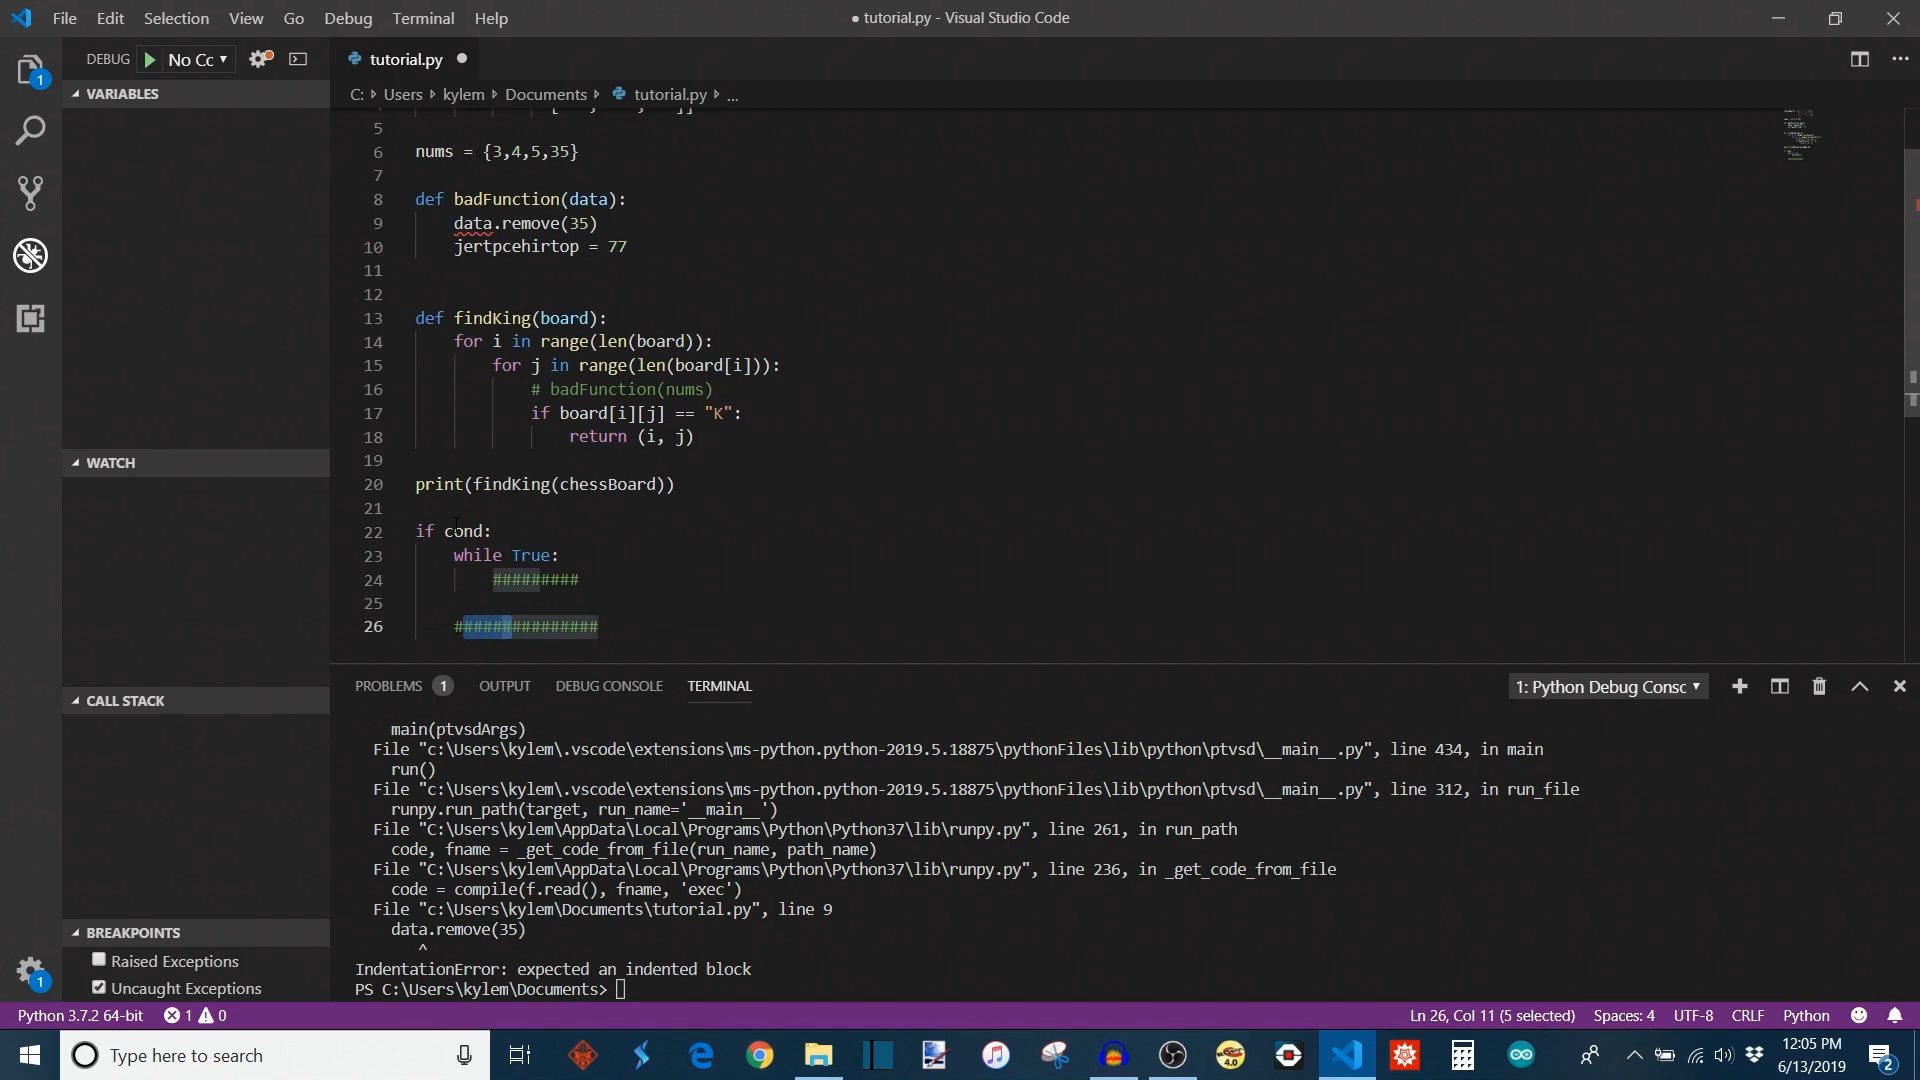 File Edit Selection View Go Debug Terminal Help
● tutorial.py - Visual Studio Code
DEBUG No Cc
tutorial.py
VARIABLES
C: Users kylem Documents tutorial.py ...
5
6 nums = {3,4,5,35}
7
8 def badFunction(data):
9 data.remove(35)
10 jertpcehirtop = 77
11
12
13 def findKing(board):
14 for i in range(len(board)):
15 for j in range(len(board[i])):
16 # badFunction(nums)
17 if board[i][j] == "K":
18 return (i, j)
19
20 print(findKing(chessBoard))
21
22 if cond:
23 while True:
24 #########
25
26 ###############
WATCH
CALL STACK
BREAKPOINTS
Raised Exceptions
Uncaught Exceptions
PROBLEMS 1 OUTPUT DEBUG CONSOLE TERMINAL
1: Python Debug Consc
main(ptvsdArgs)
File "c:\Users\kylem\.vscode\extensions\ms-python.python-2019.5.18875\pythonFiles\lib\python\ptvsd\__main__.py", line 434, in main
run()
File "c:\Users\kylem\.vscode\extensions\ms-python.python-2019.5.18875\pythonFiles\lib\python\ptvsd\__main__.py", line 312, in run_file
runpy.run_path(target, run_name='__main__')
File "C:\Users\kylem\AppData\Local\Programs\Python\Python37\lib\runpy.py", line 261, in run_path
code, fname = _get_code_from_file(run_name, path_name)
File "C:\Users\kylem\AppData\Local\Programs\Python\Python37\lib\runpy.py", line 236, in _get_code_from_file
code = compile(f.read(), fname, 'exec')
File "c:\Users\kylem\Documents\tutorial.py", line 9
data.remove(35)
^
IndentationError: expected an indented block
PS C:\Users\kylem\Documents>
Python 3.7.2 64-bit 1 0
Ln 26, Col 11 (5 selected) Spaces: 4 UTF-8 CRLF Python
Type here to search
4.0
12:05 PM
6/13/2019
2
1
1